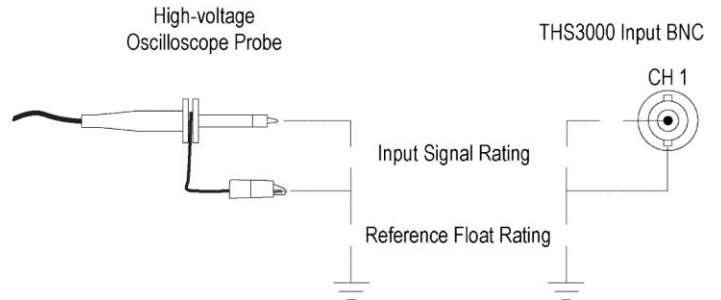 High-voltage
Oscilloscope Probe
THS3000 Input BNC
CH 1
Input Signal Rating
Reference Float Rating